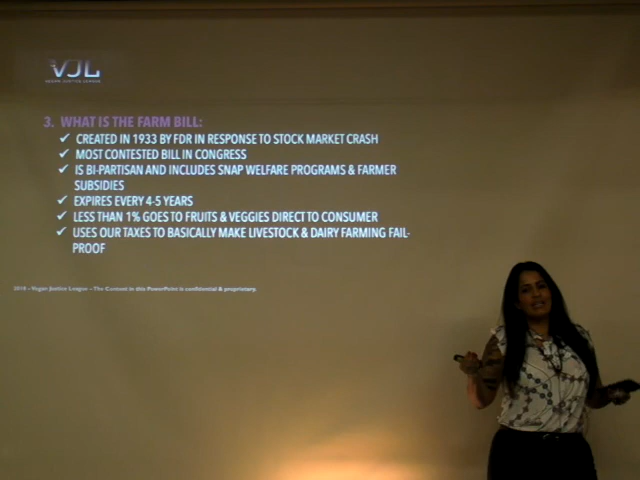 VJL
VEGAN JUSTICE LEAGUE
3. WHAT IS THE FARM BILL:
✓ CREATED IN 1933 BY FDR IN RESPONSE TO STOCK MARKET CRASH
✓ MOST CONTESTED BILL IN CONGRESS
✓ IS BI-PARTISAN AND INCLUDES SNAP WELFARE PROGRAMS & FARMER
SUBSIDIES
✓ EXPIRES EVERY 4-5 YEARS
✓ LESS THAN 1% GOES TO FRUITS & VEGGIES DIRECT TO CONSUMER
✓ USES OUR TAXES TO BASICALLY MAKE LIVESTOCK & DAIRY FARMING FAIL-
PROOF
2018 – Vegan Justice League – The Content in this PowerPoint is confidential & proprietary.